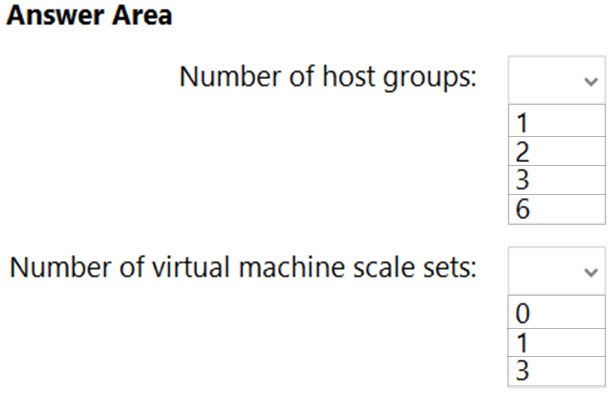 Answer Area
Number of host groups:
1
2
3
6
Number of virtual machine scale sets:
0
1
3